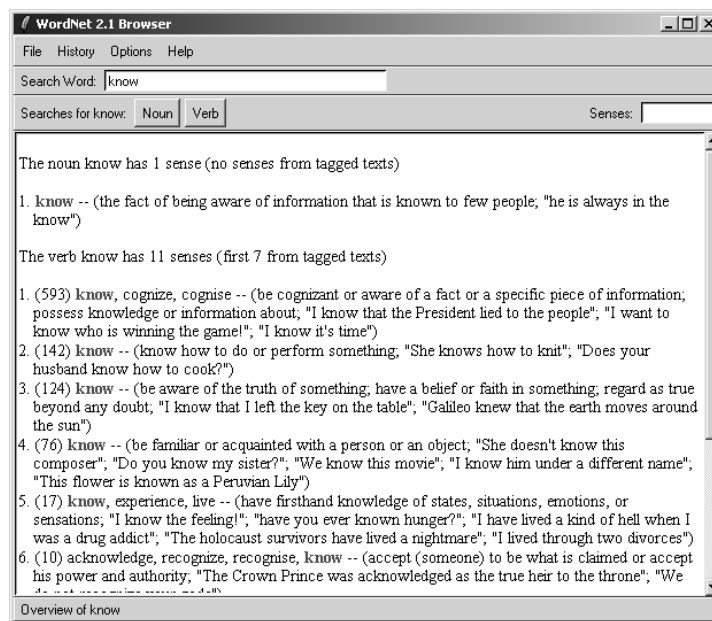 WordNet 2.1 Browser
File History Options Help
Search Word: know
Searches for know: Noun Verb Senses:
The noun know has 1 sense (no senses from tagged texts)
1. know -- (the fact of being aware of information that is known to few people; "he is always in the
know")
The verb know has 11 senses (first 7 from tagged texts)
1. (593) know, cognize, cognise -- (be cognizant or aware of a fact or a specific piece of information;
possess knowledge or information about; "I know that the President lied to the people"; "I want to
know who is winning the game!"; "I know it's time")
2. (142) know -- (know how to do or perform something; "She knows how to knit"; "Does your
husband know how to cook?")
3. (124) know -- (be aware of the truth of something; have a belief or faith in something; regard as true
beyond any doubt; "I know that I left the key on the table"; "Galileo knew that the earth moves around
the sun")
4. (76) know -- (be familiar or acquainted with a person or an object; "She doesn't know this
composer"; "Do you know my sister?"; "We know this movie"; "I know him under a different name";
"This flower is known as a Peruvian Lily")
5. (17) know, experience, live -- (have firsthand knowledge of states, situations, emotions, or
sensations; "I know the feeling!"; "have you ever known hunger?"; "I have lived a kind of hell when I
was a drug addict"; "The holocaust survivors have lived a nightmare"; "I lived through two divorces")
6. (10) acknowledge, recognize, recognise, know -- (accept (someone) to be what is claimed or accept
his power and authority; "The Crown Prince was acknowledged as the true heir to the throne"; "We
Overview of know